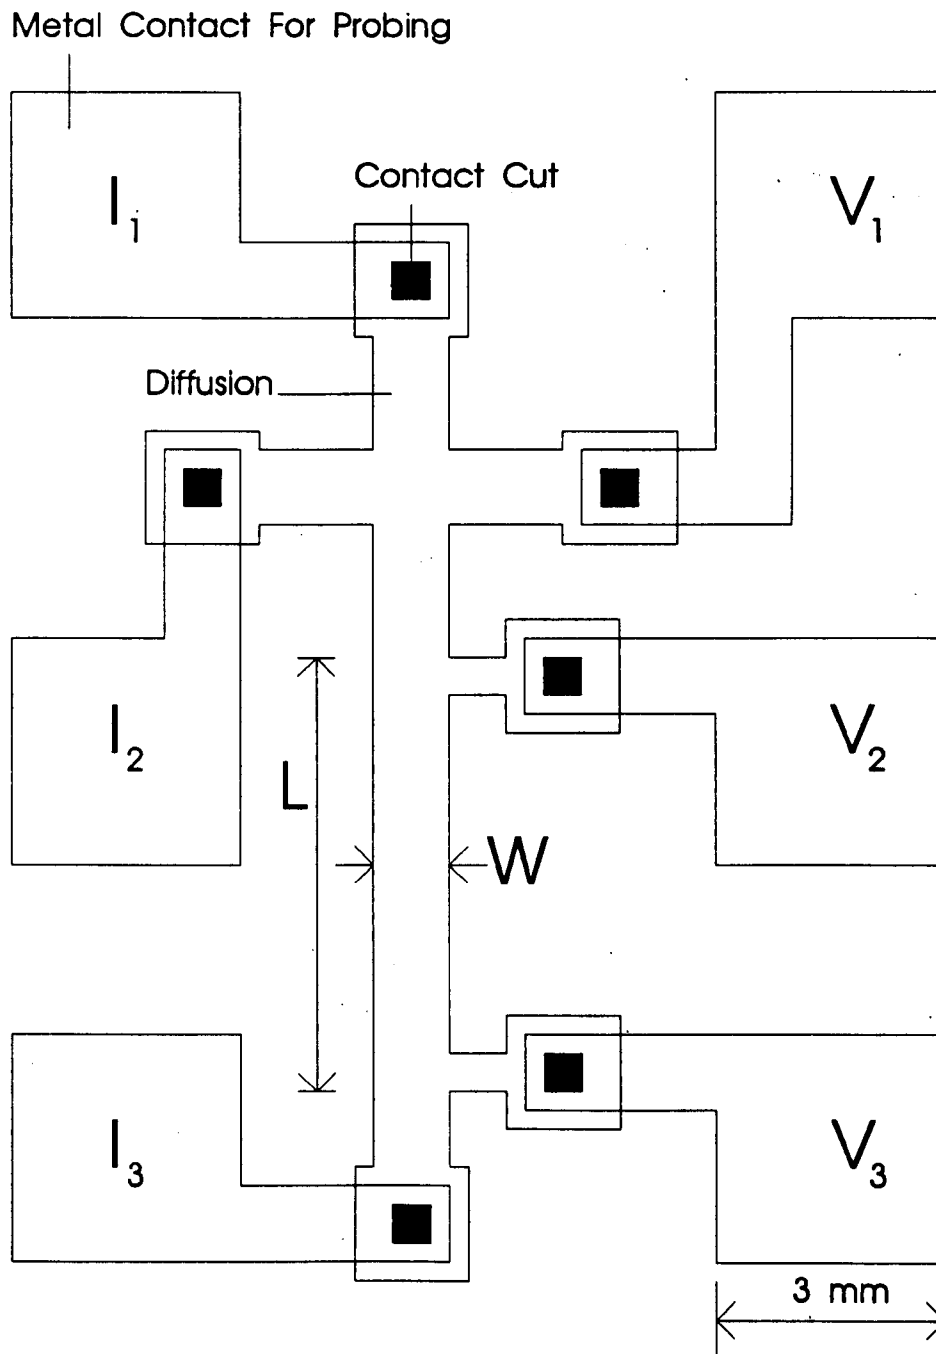 Metal Contact For Probing
Contact Cut
I₁
V₁
Diffusion
I₂
V₂
L
W
I₃
V₃
3 mm